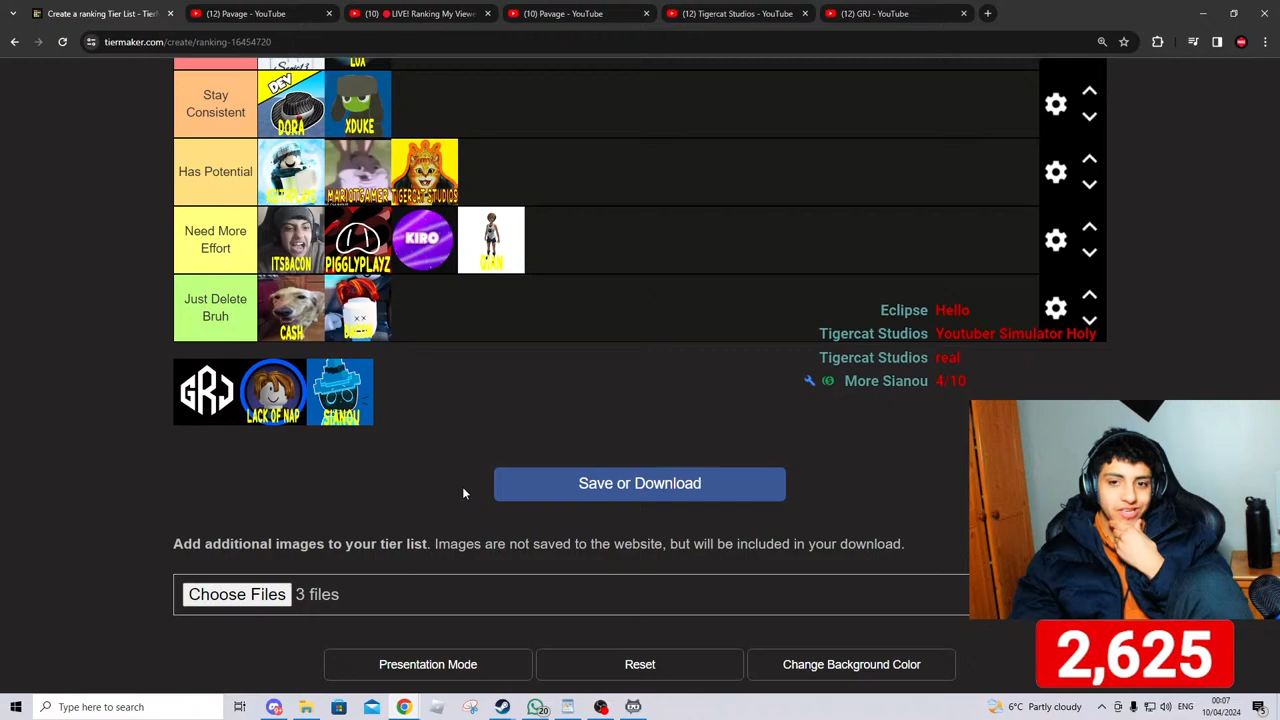 Create a ranking Tier List - Tier
(12) Pavage - YouTube
(10) 🔴 LIVE! Ranking My Viewe
(10) Pavage - YouTube
(12) Tigercat Studios - YouTube
(12) GRJ - YouTube
tiermaker.com/create/ranking-16454720
LUA
Stay
Consistent
DEV
DORA
XDUKE
Has Potential
MARIOTGAMER
TIGERCAT STUDIOS
Need More
Effort
ITSBACON
PIGGLYPLAYZ
KIRO
Just Delete
Bruh
CASH
Eclipse Hello
Tigercat Studios Youtuber Simulator Holy
Tigercat Studios real
More Sianou 4/10
GRJ
LACK OF NAP
SIANOU
Save or Download
Add additional images to your tier list. Images are not saved to the website, but will be included in your download.
Choose Files 3 files
2,625
Presentation Mode
Reset
Change Background Color
Type here to search
20
6°C Partly cloudy
ENG
00:07
10/04/2024